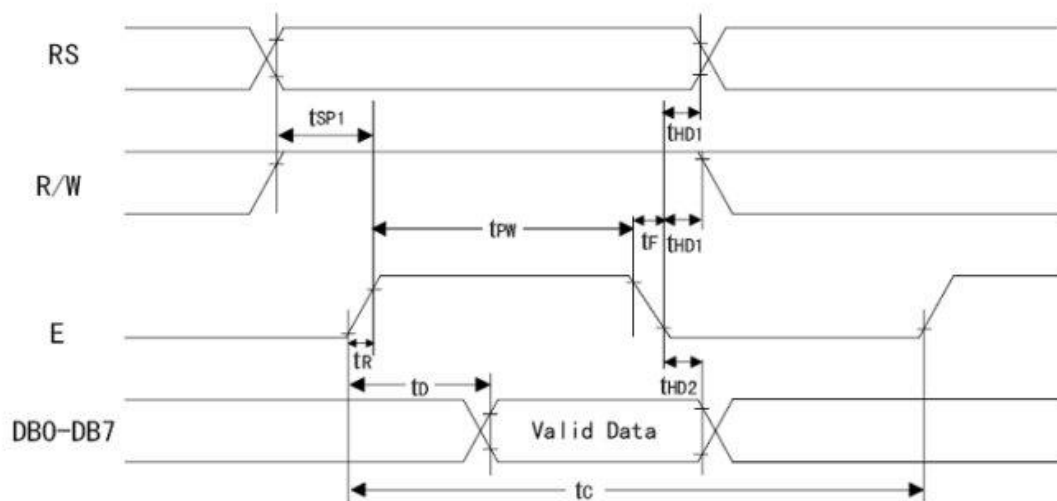 RS
tSP1
tHD1
R/W
tPW
tF
tHD1
E
tR
tD
tHD2
DB0-DB7
Valid Data
tC